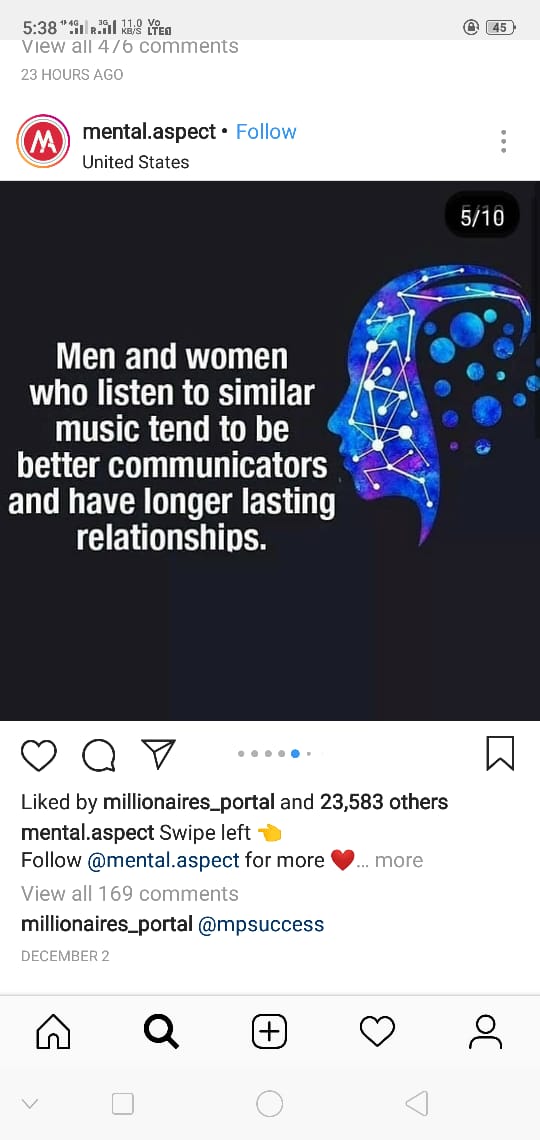 5:38 4G R 3G 11.0 KB/S Vo LTE 45
View all 476 comments
23 HOURS AGO
mental.aspect • Follow
United States
5/10
Men and women
who listen to similar
music tend to be
better communicators
and have longer lasting
relationships.
Liked by millionaires_portal and 23,583 others
mental.aspect Swipe left 👈
Follow @mental.aspect for more ❤️... more
View all 169 comments
millionaires_portal @mpsuccess
DECEMBER 2